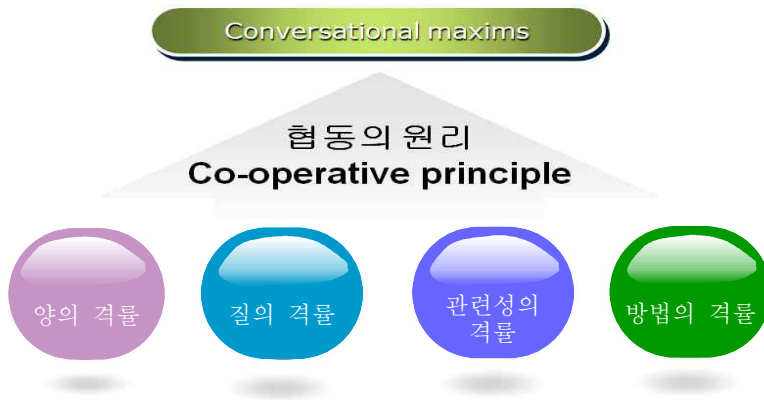 Conversational maxims
협동의 원리
Co-operative principle
양의 격률
질의 격률
관련성의
격률
방법의 격률